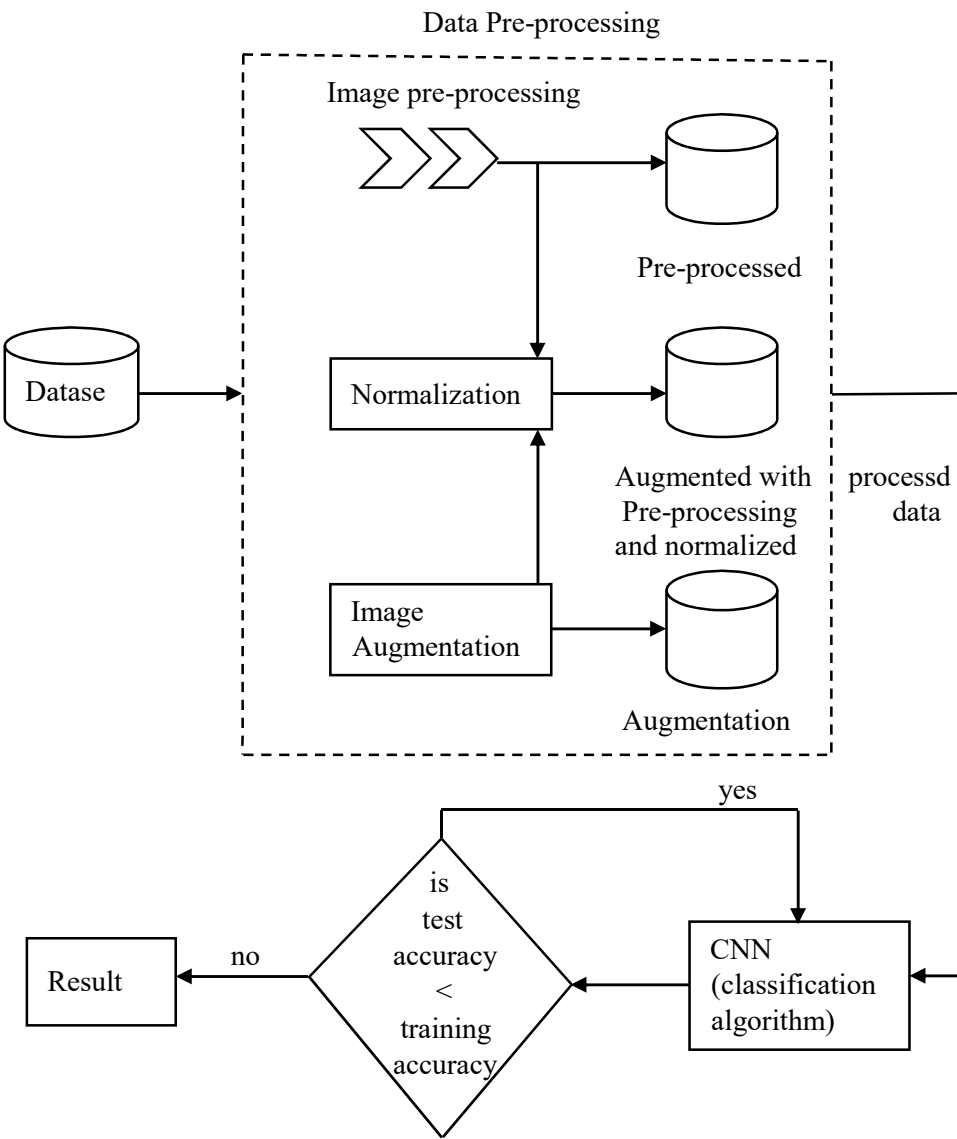 Data Pre-processing
Image pre-processing
Pre-processed
Datase
Normalization
Augmented with
Pre-processing
and normalized
processd
data
Image
Augmentation
Augmentation
yes
is
test
accuracy
<
training
accuracy
no
Result
CNN
(classification
algorithm)